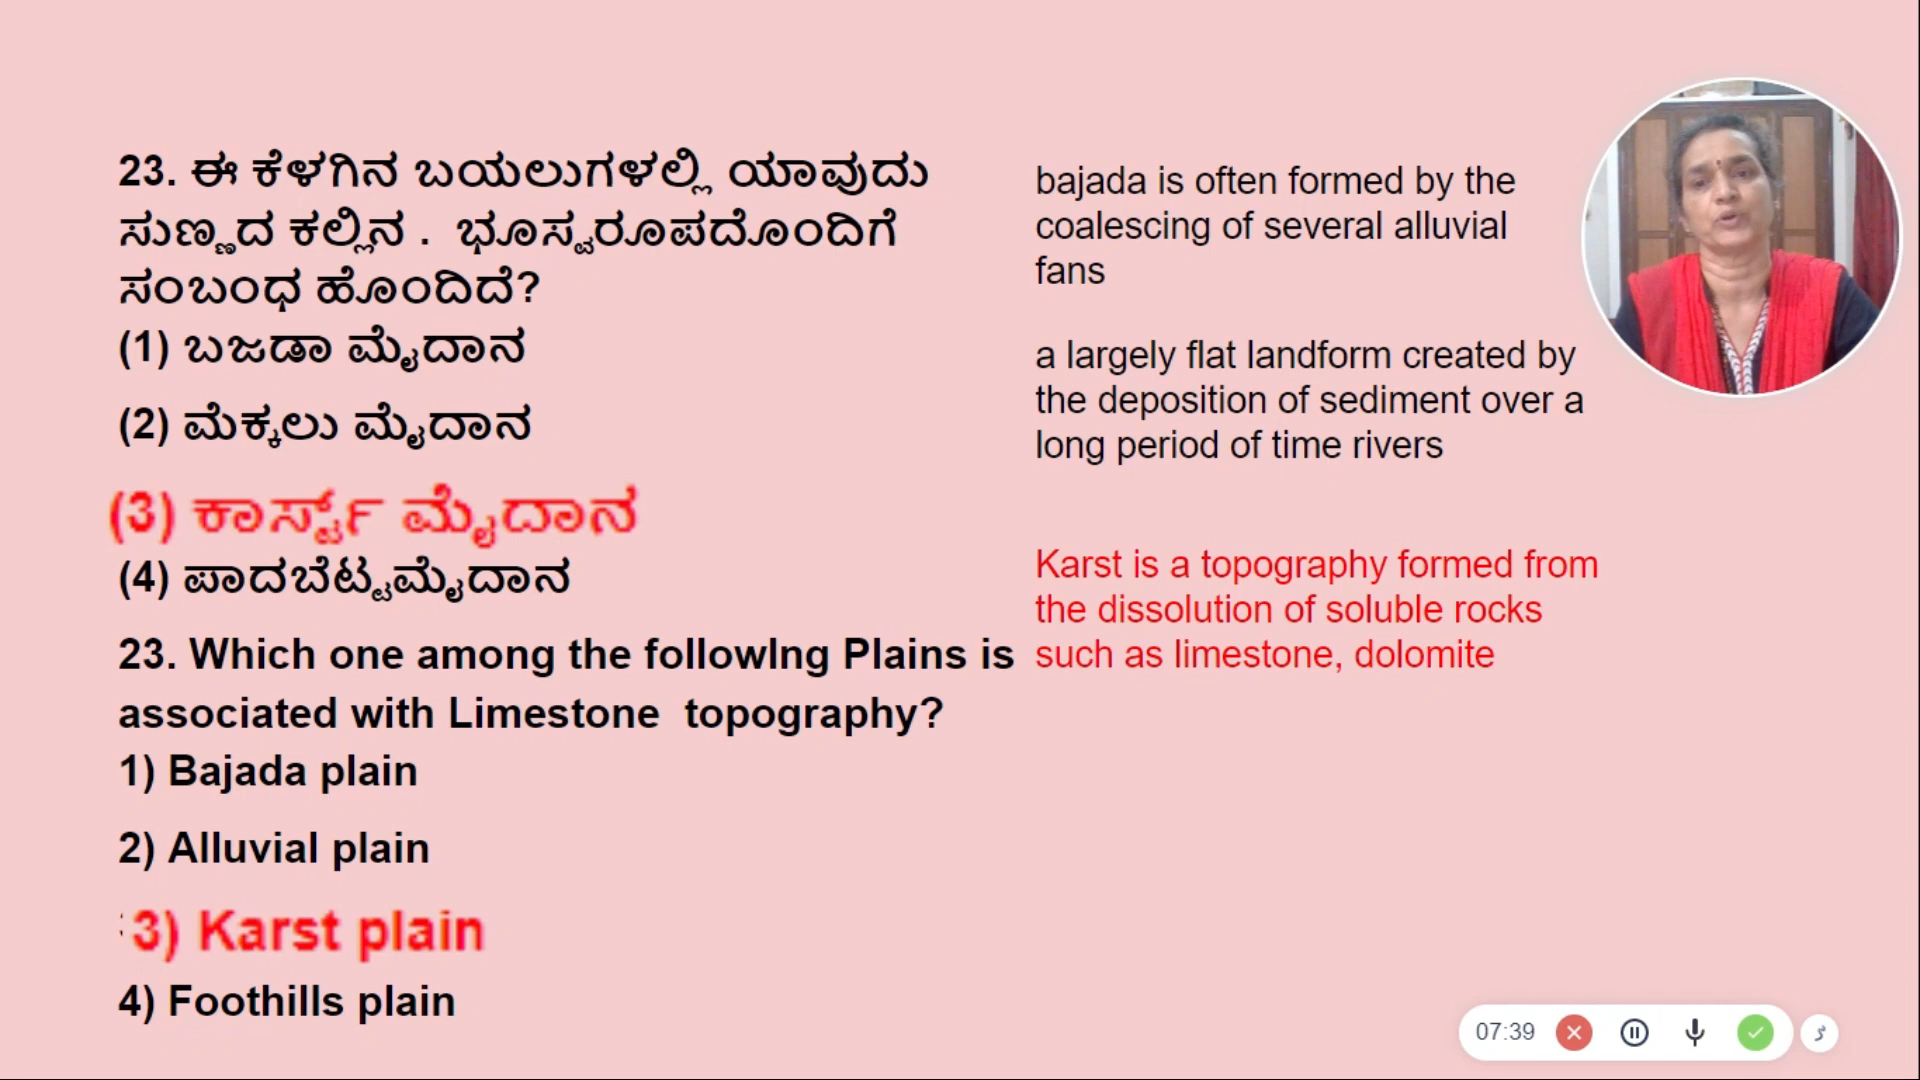 23. ಈ ಕೆಳಗಿನ ಬಯಲುಗಳಲ್ಲಿ ಯಾವುದು
ಸುಣ್ಣದ ಕಲ್ಲಿನ . ಭೂಸ್ವರೂಪದೊಂದಿಗೆ
ಸಂಬಂಧ ಹೊಂದಿದೆ?
(1) ಬಜಡಾ ಮೈದಾನ
(2) ಮೆಕ್ಕಲು ಮೈದಾನ
(3) ಕಾರ್ಸ್ಟ್ ಮೈದಾನ
(4) ಪಾದಬೆಟ್ಟಮೈದಾನ
23. Which one among the followIng Plains is
associated with Limestone topography?
1) Bajada plain
2) Alluvial plain
3) Karst plain
4) Foothills plain
bajada is often formed by the
coalescing of several alluvial
fans
a largely flat landform created by
the deposition of sediment over a
long period of time rivers
Karst is a topography formed from
the dissolution of soluble rocks
such as limestone, dolomite
07:39